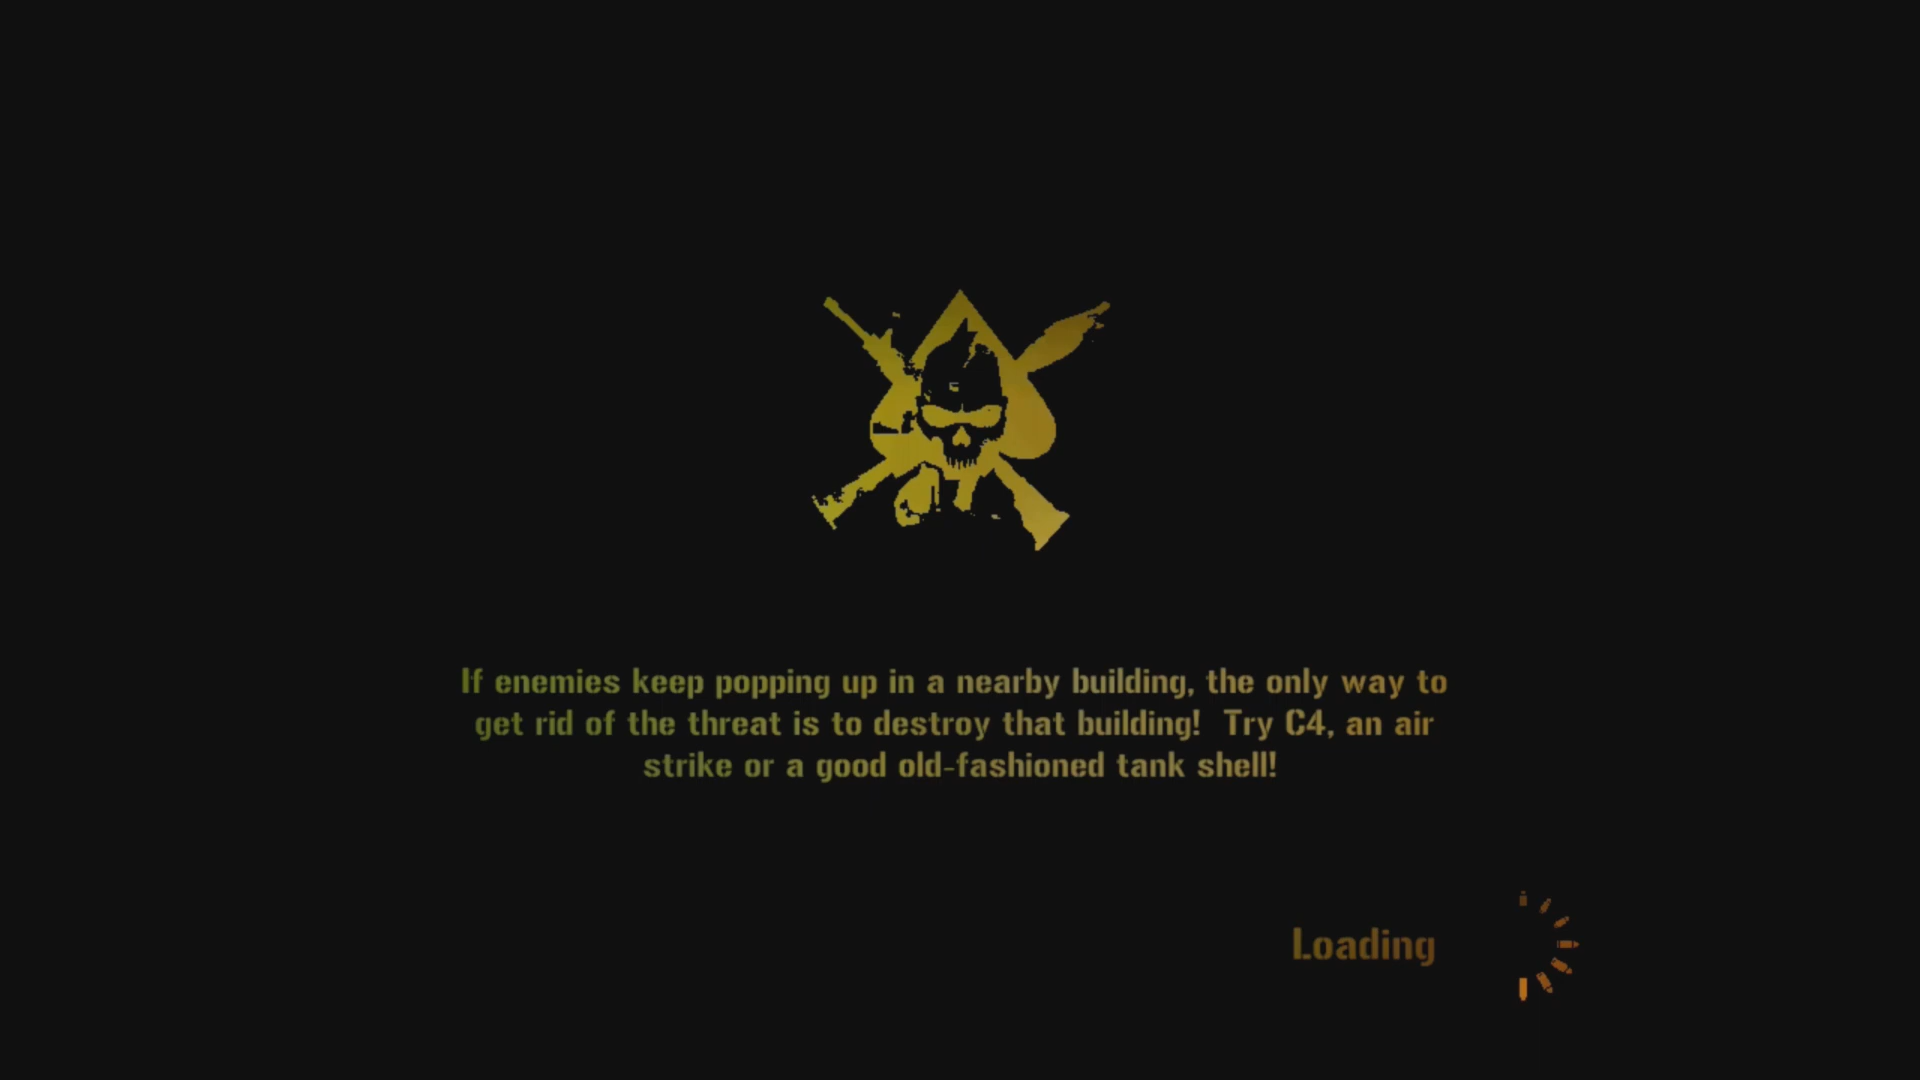 If enemies keep popping up in a nearby building, the only way to
get rid of the threat is to destroy that building!  Try C4, an air
strike or a good old-fashioned tank shell!
Loading